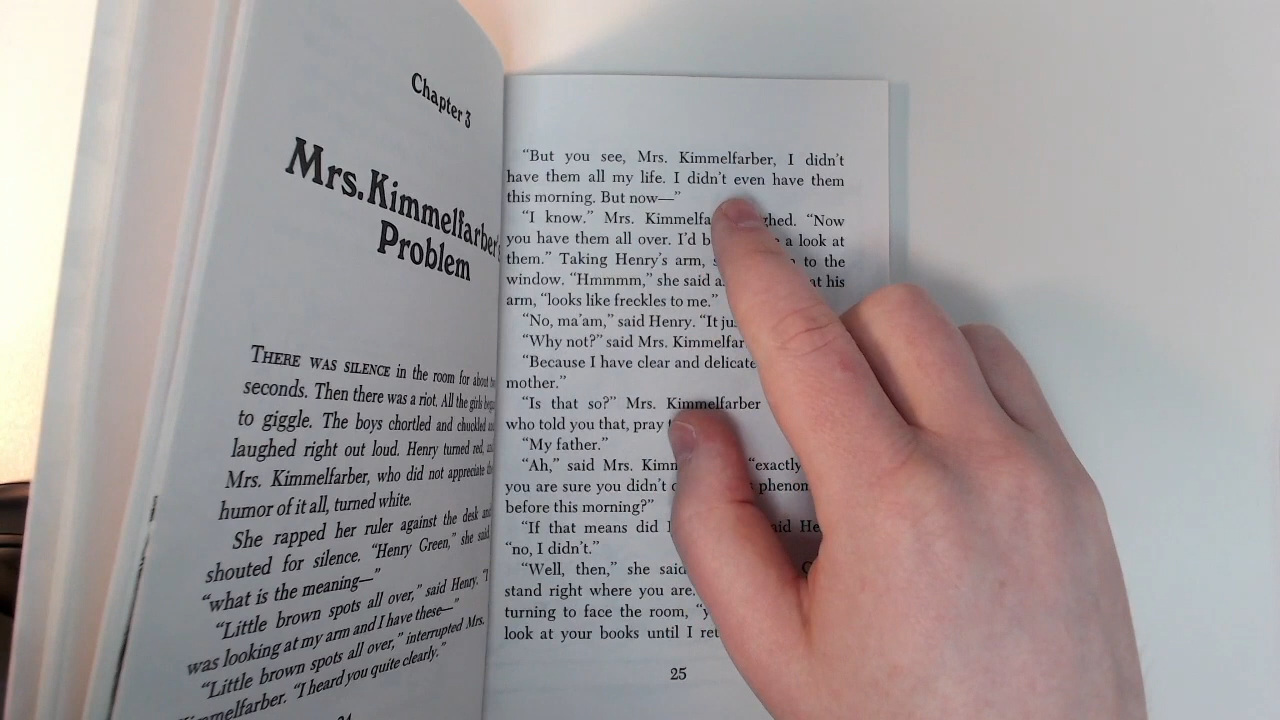 Chapter 3
Mrs. Kimmelfarber's
Problem
THERE WAS SILENCE in the room for about
seconds. Then there was a riot. All the girls
to giggle. The boys chortled and chuckled
laughed right out loud. Henry turned red,
Mrs. Kimmelfarber, who did not appreciate
humor of it all, turned white.
She rapped her ruler against the desk
shouted for silence. "Henry Green," she said,
"what is the meaning—"
"Little brown spots all over," said Henry. "I
was looking at my arm and I have these—"
"Little brown spots all over," interrupted Mrs.
"I heard you quite clearly."
"But you see, Mrs. Kimmelfarber, I didn't
have them all my life. I didn't even have them
this morning. But now—"
"I know." Mrs. "Now
you have them all over. I'd a look at
them." Taking Henry's arm, to the
window. "Hmmmm," she said at his
arm, "looks like freckles to me."
"No, ma'am," said Henry. "It
"Why not?" said Mrs.
"Because I have clear and delicate
mother."
"Is that so?" Mrs. Kimmelfarber
who told you that, pray
"My father."
"Ah," said Mrs. "exactly
you are sure you didn't
before this morning?"
"If that means did
"no, I didn't."
"Well, then," she said
stand right where you are.
turning to face the room,
look at your books until I
25